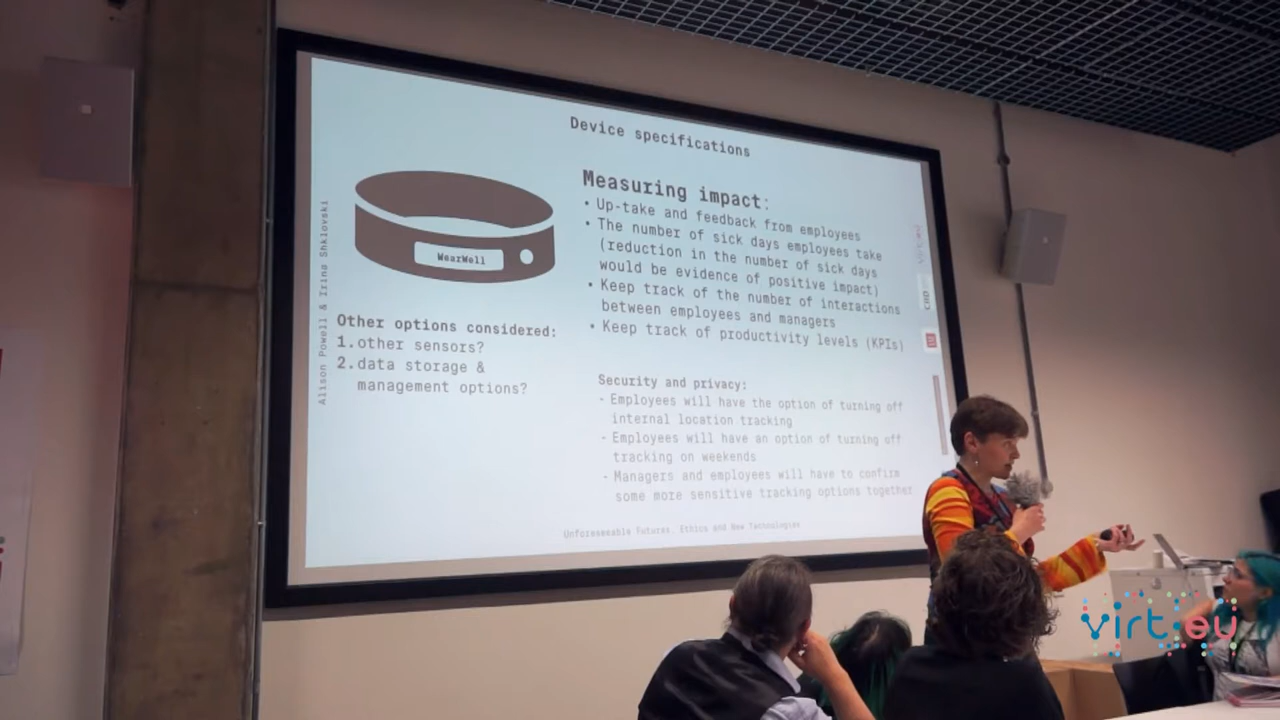 Device specifications
Alison Powell & Irina Shklovski
WearWell
Other options considered:
1.other sensors?
2.data storage &
management options?
Measuring impact:
• Up-take and feedback from employees
• The number of sick days employees take
(reduction in the number of sick days
would be evidence of positive impact)
• Keep track of the number of interactions
between employees and managers
• Keep track of productivity levels (KPIs)
Security and privacy:
- Employees will have the option of turning off
internal location tracking
- Employees will have an option of turning off
tracking on weekends
- Managers and employees will have to confirm
some more sensitive tracking options together
Unforeseeable Futures. Ethics and New Technologies
virt:eu
CRD
virt:eu